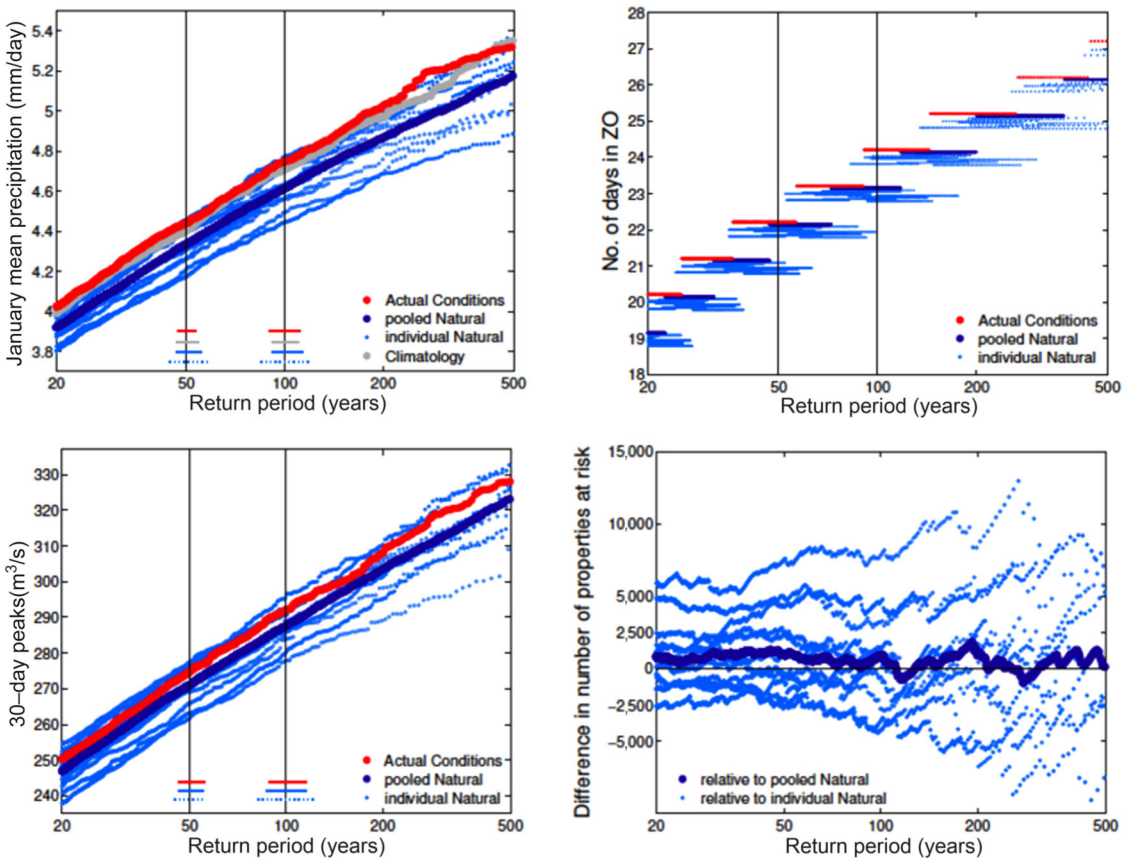 January mean precipitation (mm/day)
5.4
5.2
5
4.8
4.6
4.4
4.2
4
3.8
20
50
100
200
500
Return period (years)
Actual Conditions
pooled Natural
individual Natural
Climatology
No. of days in ZO
28
27
26
25
24
23
22
21
20
19
18
20
50
100
200
500
Return period (years)
Actual Conditions
pooled Natural
individual Natural
30–day peaks(m³/s)
330
320
310
300
290
280
270
260
250
240
20
50
100
200
500
Return period (years)
Actual Conditions
pooled Natural
individual Natural
Difference in number of properties at risk
15,000
10,000
5,000
2,500
0
−2,500
−5,000
20
50
100
200
500
Return period (years)
relative to pooled Natural
relative to individual Natural